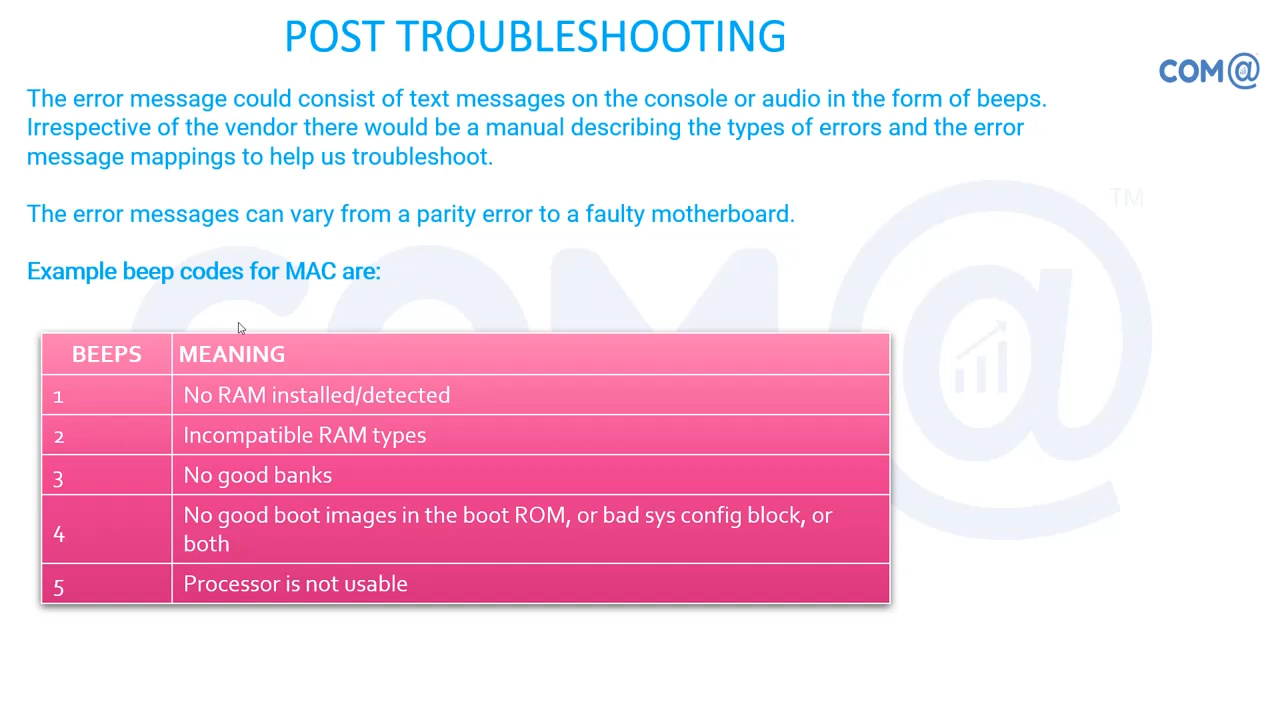 POST TROUBLESHOOTING
COM@
The error message could consist of text messages on the console or audio in the form of beeps.
Irrespective of the vendor there would be a manual describing the types of errors and the error
message mappings to help us troubleshoot.
TM
The error messages can vary from a parity error to a faulty motherboard.
COM@
Example beep codes for MAC are:
BEEPS MEANING
1 No RAM installed/detected
2 Incompatible RAM types
3 No good banks
4 No good boot images in the boot ROM, or bad sys config block, or
both
5 Processor is not usable